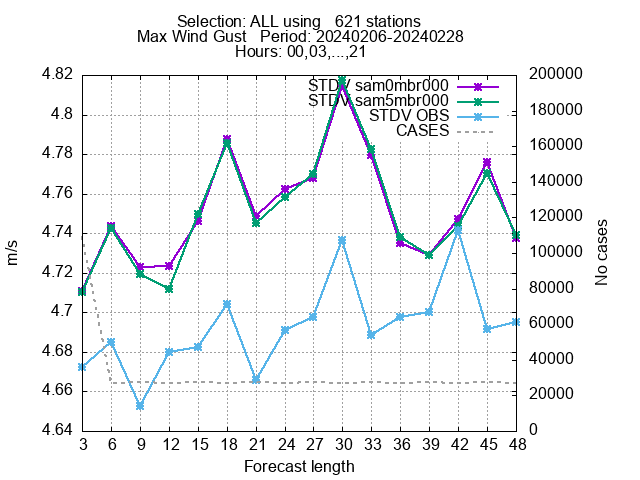 Selection: ALL using   621 stations
Max Wind Gust   Period: 20240206-20240228
Hours: 00,03,...,21
STDV sam0mbr000
STDV sam5mbr000
STDV OBS
CASES
4.82
4.8
4.78
4.76
4.74
4.72
4.7
4.68
4.66
4.64
m/s
200000
180000
160000
140000
120000
100000
80000
60000
40000
20000
0
No cases
3 6 9 12 15 18 21 24 27 30 33 36 39 42 45 48
Forecast length